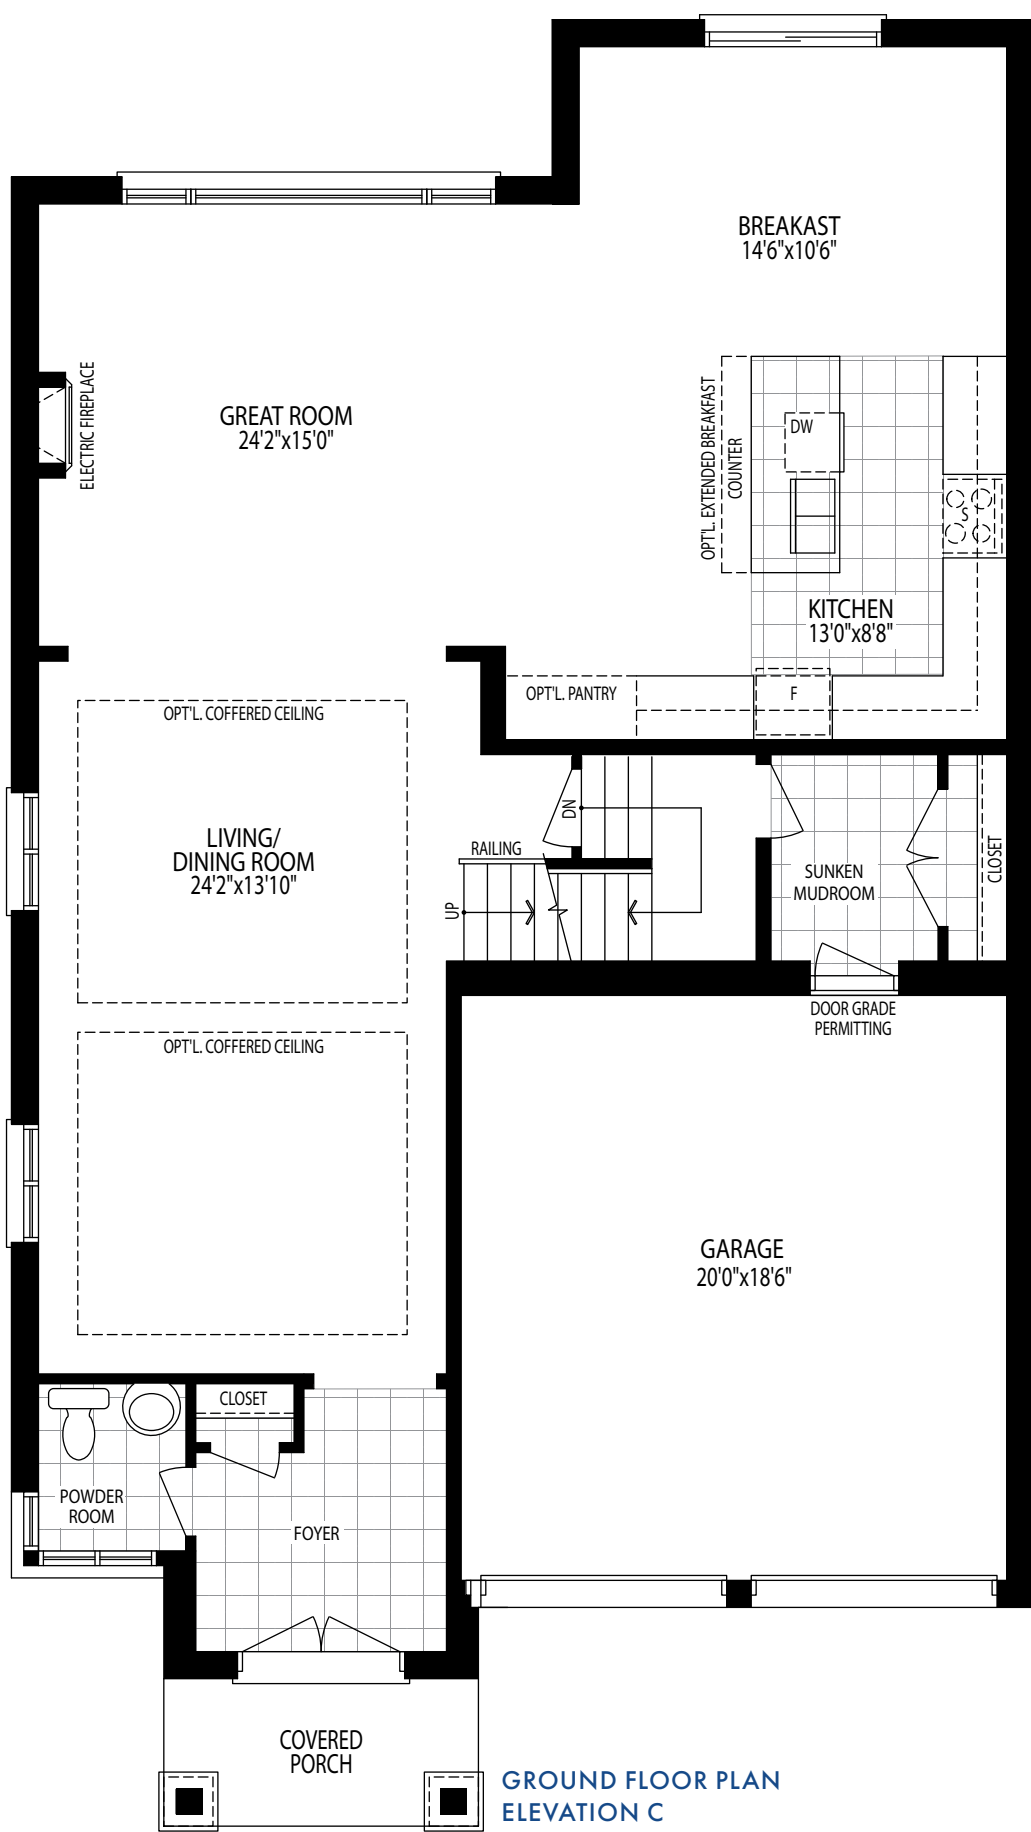 BREAKAST
14'6"x10'6"
ELECTRIC FIREPLACE
GREAT ROOM
24'2"x15'0"
OPT'L. EXTENDED BREAKFAST
COUNTER
DW
S
KITCHEN
13'0"x8'8"
OPT'L. PANTRY
F
OPT'L. COFFERED CEILING
LIVING/
DINING ROOM
24'2"x13'10"
RAILING
DN
UP
SUNKEN
MUDROOM
CLOSET
DOOR GRADE
PERMITTING
OPT'L. COFFERED CEILING
GARAGE
20'0"x18'6"
CLOSET
POWDER
ROOM
FOYER
COVERED
PORCH
GROUND FLOOR PLAN
ELEVATION C